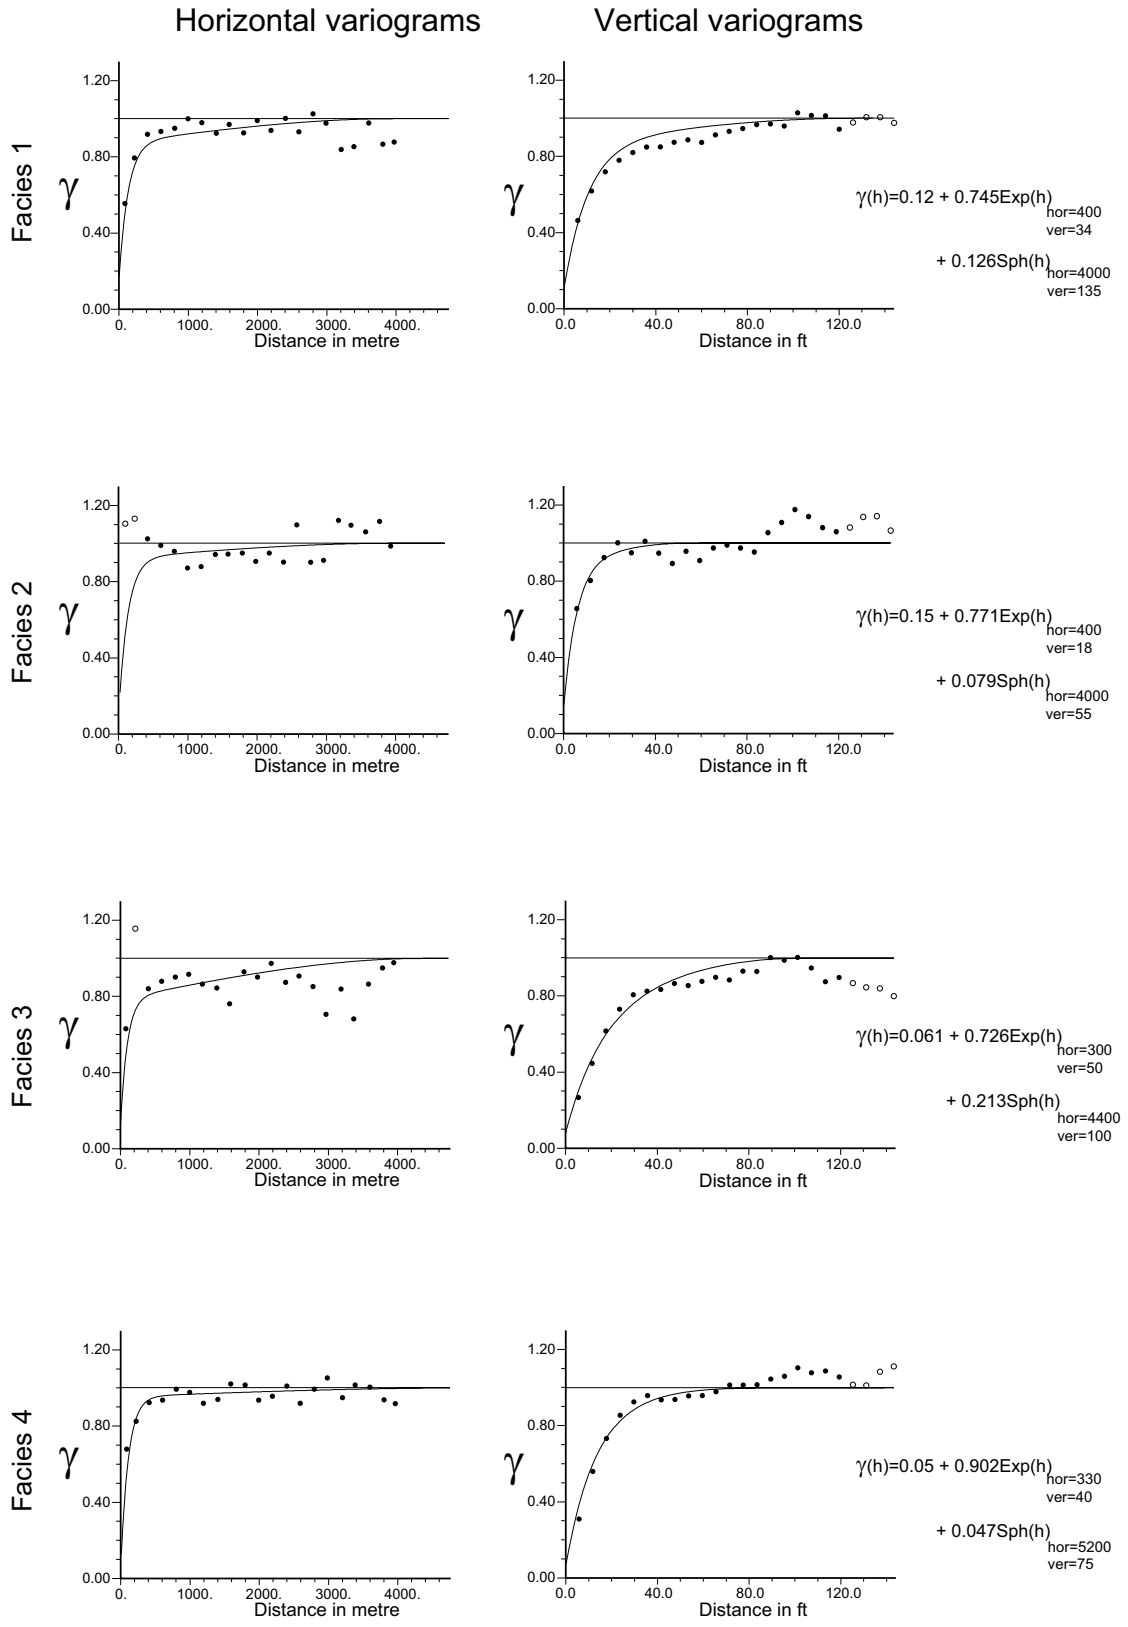 Horizontal variograms Vertical variograms
Facies 1
γ
1.20
0.80
0.40
0.00
0. 1000. 2000. 3000. 4000.
Distance in metre
γ
1.20
0.80
0.40
0.00
0.0 40.0 80.0 120.0
Distance in ft
γ(h)=0.12 + 0.745Exp(h)
hor=400
ver=34
+ 0.126Sph(h)
hor=4000
ver=135
Facies 2
γ
1.20
0.80
0.40
0.00
0. 1000. 2000. 3000. 4000.
Distance in metre
γ
1.20
0.80
0.40
0.00
0.0 40.0 80.0 120.0
Distance in ft
γ(h)=0.15 + 0.771Exp(h)
hor=400
ver=18
+ 0.079Sph(h)
hor=4000
ver=55
Facies 3
γ
1.20
0.80
0.40
0.00
0. 1000. 2000. 3000. 4000.
Distance in metre
γ
1.20
0.80
0.40
0.00
0.0 40.0 80.0 120.0
Distance in ft
γ(h)=0.061 + 0.726Exp(h)
hor=300
ver=50
+ 0.213Sph(h)
hor=4400
ver=100
Facies 4
γ
1.20
0.80
0.40
0.00
0. 1000. 2000. 3000. 4000.
Distance in metre
γ
1.20
0.80
0.40
0.00
0.0 40.0 80.0 120.0
Distance in ft
γ(h)=0.05 + 0.902Exp(h)
hor=330
ver=40
+ 0.047Sph(h)
hor=5200
ver=75